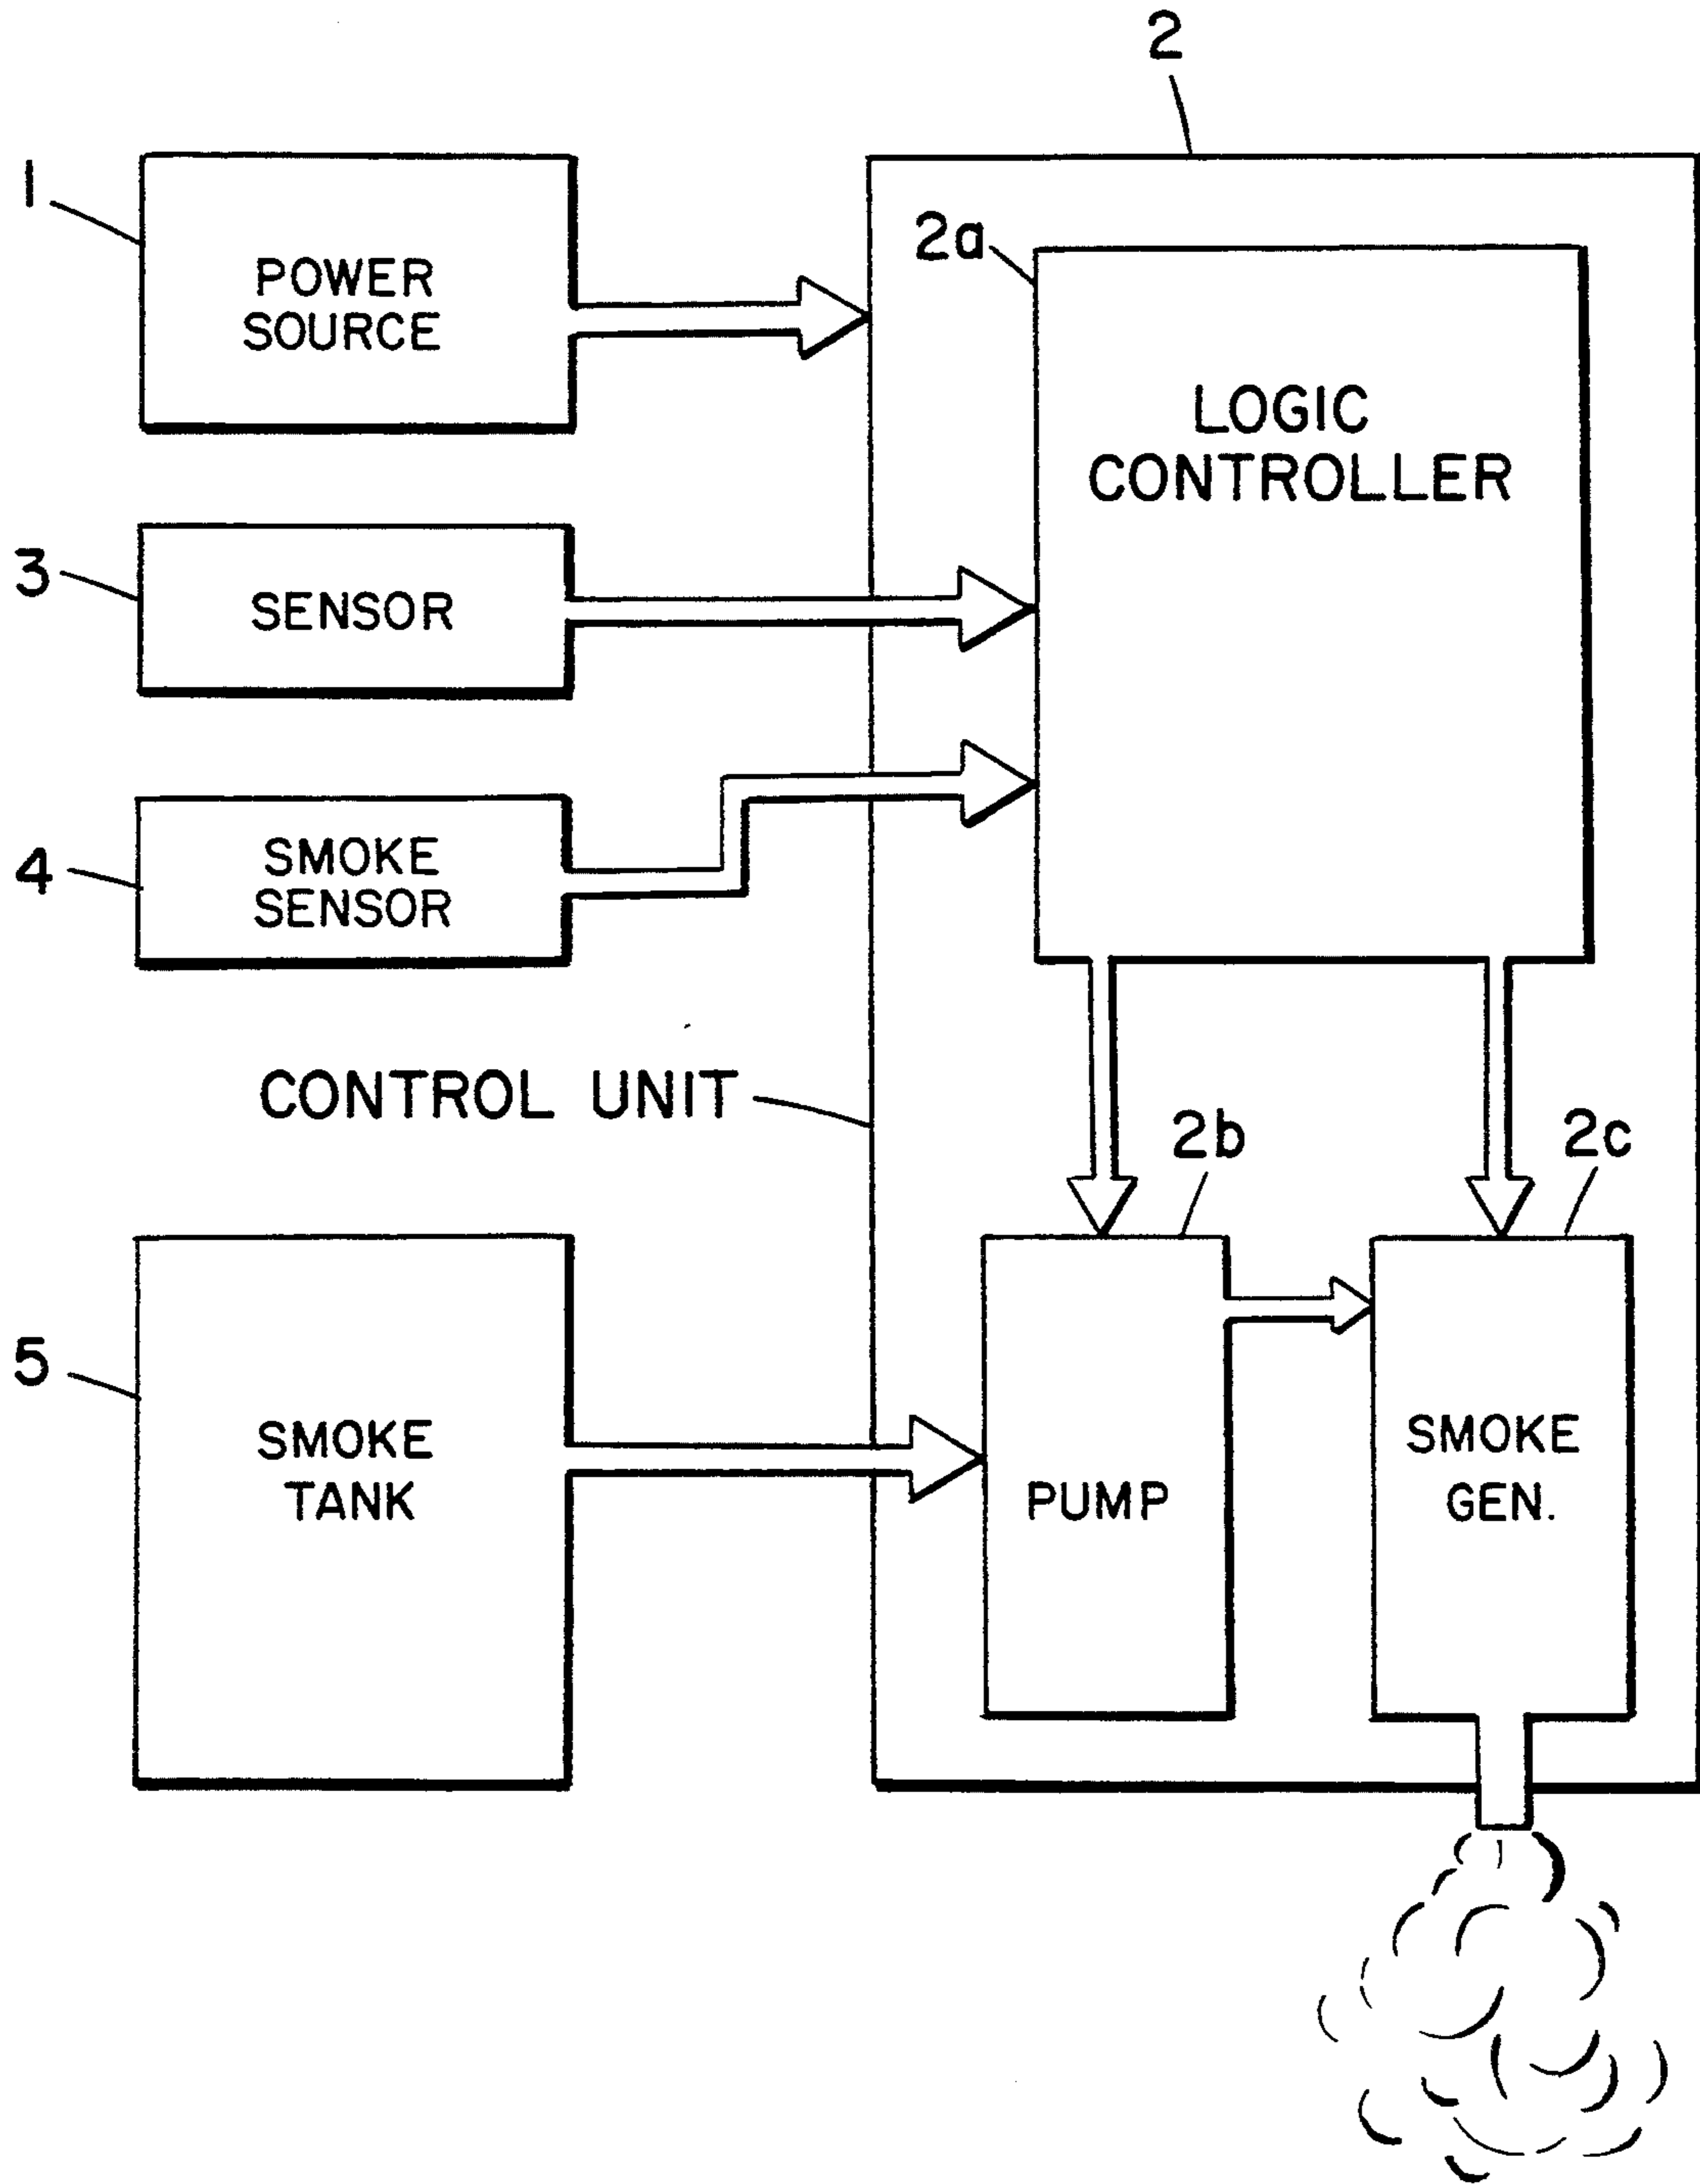 2
1
POWER
SOURCE
2a
LOGIC
CONTROLLER
3
SENSOR
4
SMOKE
SENSOR
CONTROL UNIT
2b
2c
5
SMOKE
TANK
PUMP
SMOKE
GEN.